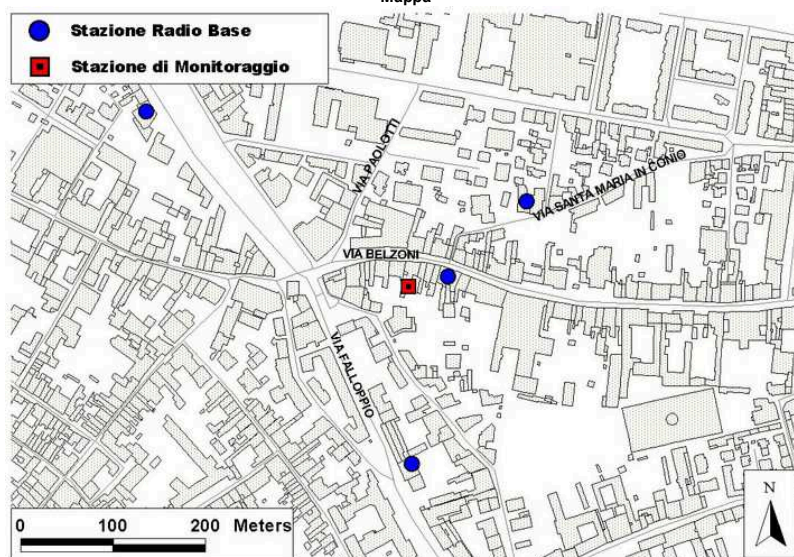 Mappa
Stazione Radio Base
Stazione di Monitoraggio
VIA PAOLOTTI
VIA SANTA MARIA IN CONIO
VIA BELZONI
VIA FALLOPPIO
0 100 200 Meters
N